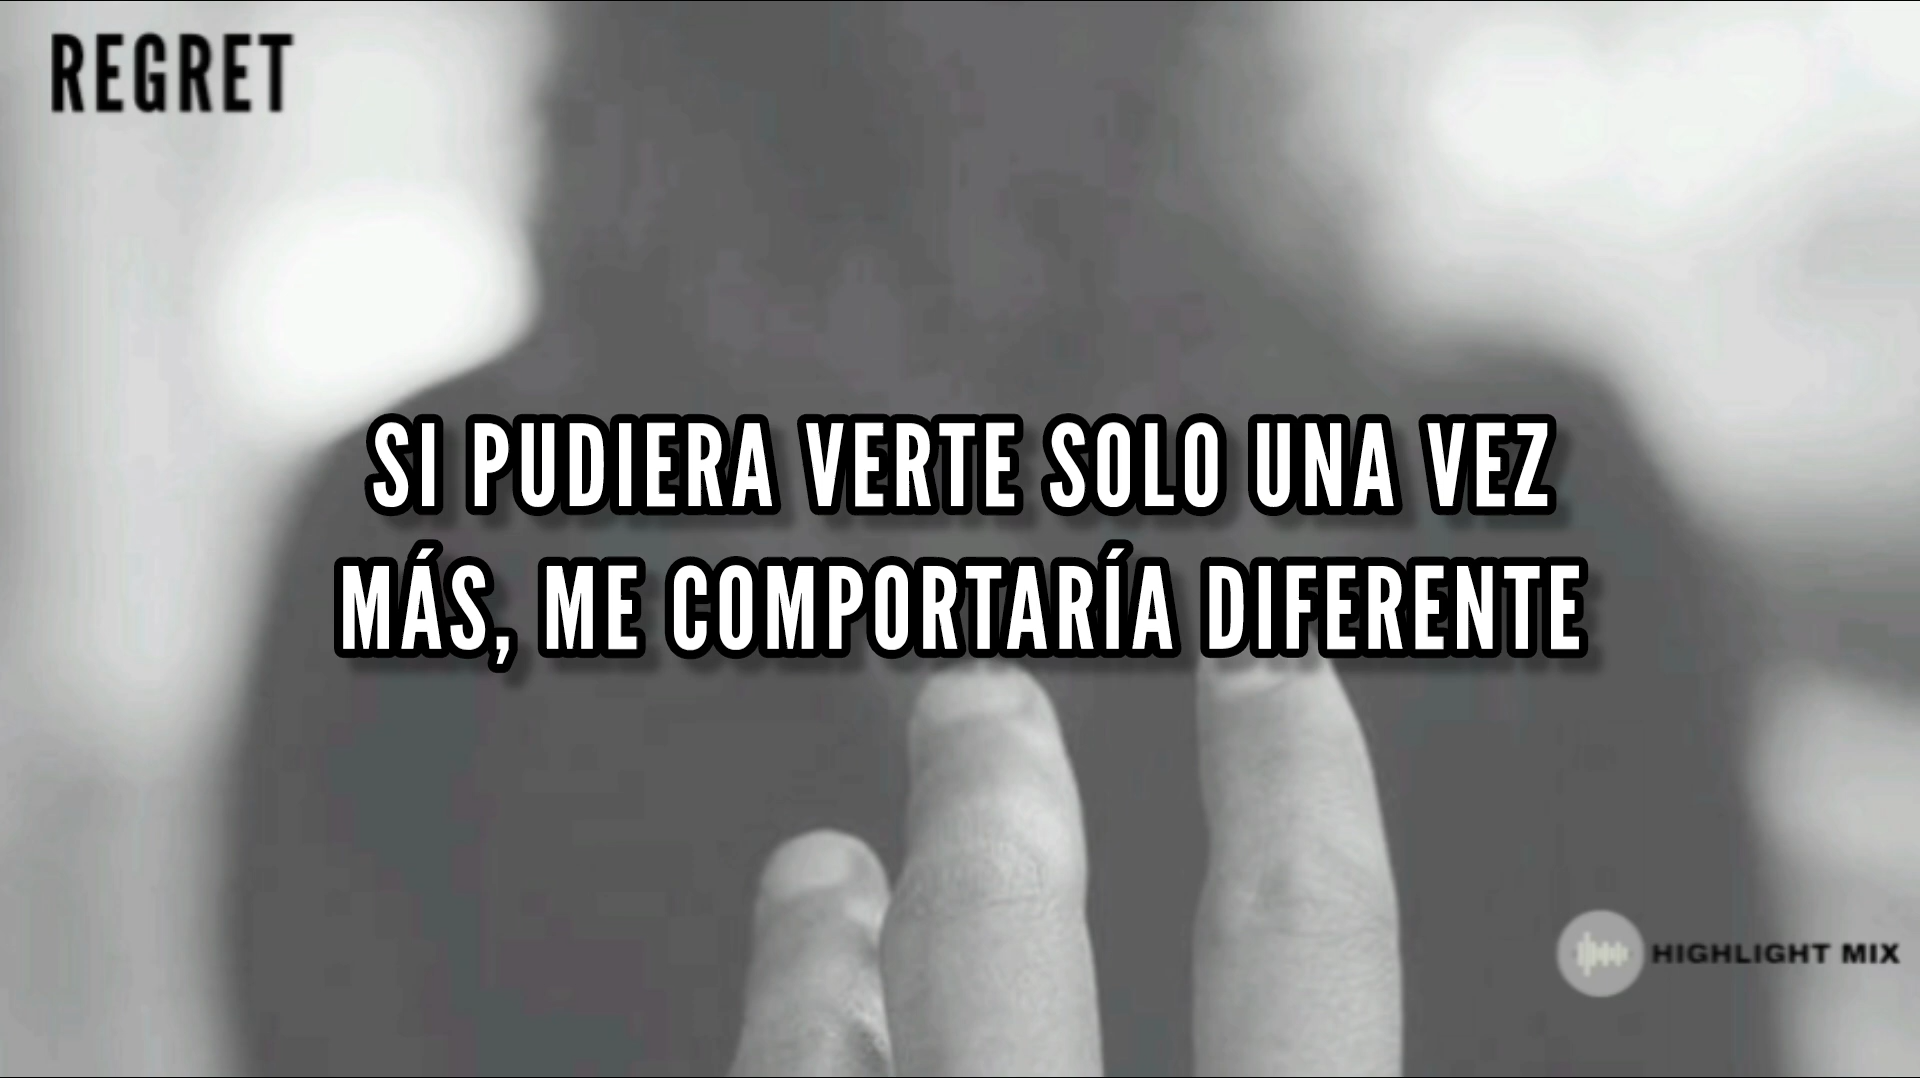 REGRET
SI PUDIERA VERTE SOLO UNA VEZ
MÁS, ME COMPORTARÍA DIFERENTE
HIGHLIGHT MIX